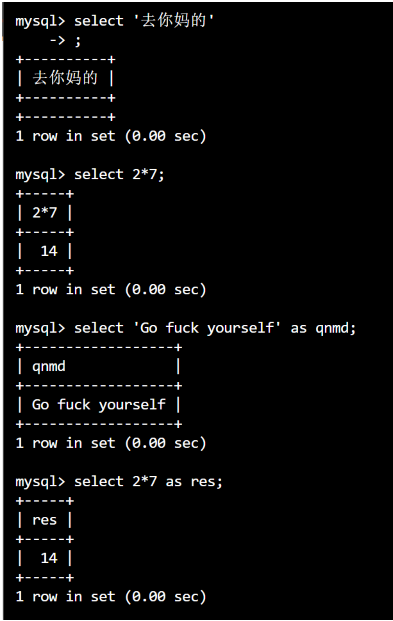 mysql> select '去你妈的'
    -> ;
+----------+
| 去你妈的 |
+----------+
+----------+
1 row in set (0.00 sec)

mysql> select 2*7;
+-----+
| 2*7 |
+-----+
|  14 |
+-----+
1 row in set (0.00 sec)

mysql> select 'Go fuck yourself' as qnmd;
+------------------+
| qnmd             |
+------------------+
| Go fuck yourself |
+------------------+
1 row in set (0.00 sec)

mysql> select 2*7 as res;
+-----+
| res |
+-----+
|  14 |
+-----+
1 row in set (0.00 sec)